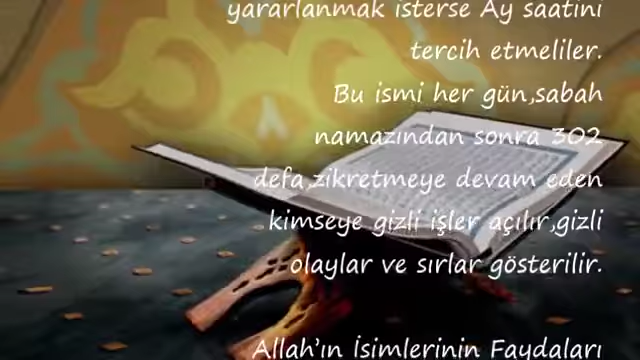 yararlanmak isterse Ay saatini
tercih etmeliler.
Bu ismi her gün,sabah
namazından sonra 302
defa,zikretmeye devam eden
kimseye gizli işler açılır,gizli
olaylar ve sırlar gösterilir.
Allah'ın İsimlerinin Faydaları